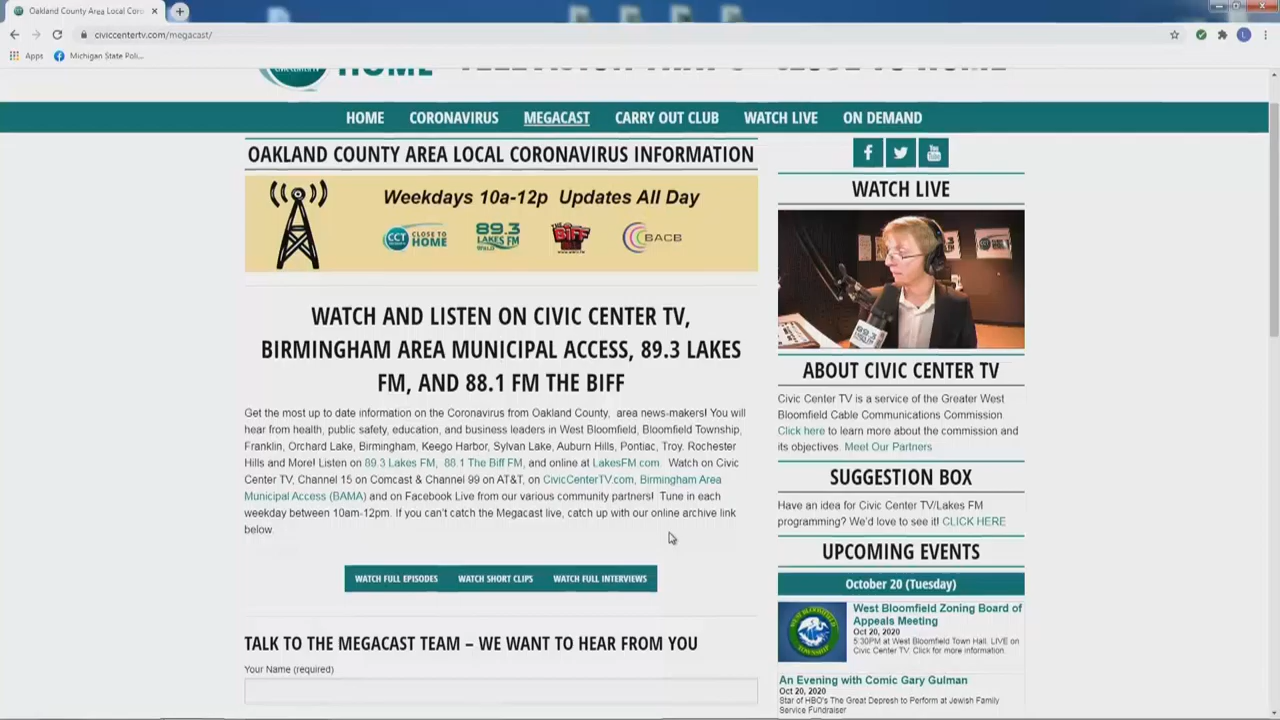 Oakland County Area Local Coro
civiccentertv.com/megacast/
Apps
Michigan State Poli...
L
HOME
HOME
CORONAVIRUS
MEGACAST
CARRY OUT CLUB
WATCH LIVE
ON DEMAND
OAKLAND COUNTY AREA LOCAL CORONAVIRUS INFORMATION
Weekdays 10a-12p Updates All Day
CCT CLOSE TO HOME
89.3 LAKES FM
THE BIFF
BACB
WATCH AND LISTEN ON CIVIC CENTER TV,
BIRMINGHAM AREA MUNICIPAL ACCESS, 89.3 LAKES
FM, AND 88.1 FM THE BIFF
Get the most up to date information on the Coronavirus from Oakland County, area news-makers! You will
hear from health, public safety, education, and business leaders in West Bloomfield, Bloomfield Township,
Franklin, Orchard Lake, Birmingham, Keego Harbor, Sylvan Lake, Auburn Hills, Pontiac, Troy. Rochester
Hills and More! Listen on 89.3 Lakes FM, 88.1 The Biff FM, and online at LakesFM.com. Watch on Civic
Center TV, Channel 15 on Comcast & Channel 99 on AT&T, on CivicCenterTV.com, Birmingham Area
Municipal Access (BAMA) and on Facebook Live from our various community partners! Tune in each
weekday between 10am-12pm. If you can't catch the Megacast live, catch up with our online archive link
below.
WATCH FULL EPISODES
WATCH SHORT CLIPS
WATCH FULL INTERVIEWS
TALK TO THE MEGACAST TEAM – WE WANT TO HEAR FROM YOU
Your Name (required)
WATCH LIVE
89.3
ABOUT CIVIC CENTER TV
Civic Center TV is a service of the Greater West
Bloomfield Cable Communications Commission.
Click here to learn more about the commission and
its objectives. Meet Our Partners
SUGGESTION BOX
Have an idea for Civic Center TV/Lakes FM
programming? We'd love to see it! CLICK HERE
UPCOMING EVENTS
October 20 (Tuesday)
West Bloomfield Zoning Board of
Appeals Meeting
Oct 20, 2020
5:30PM at West Bloomfield Town Hall. LIVE on
Civic Center TV. Click for more information.
WEST BLOOMFIELD
TOWNSHIP
An Evening with Comic Gary Gulman
Oct 20, 2020
Star of HBO's The Great Depresh to Perform at Jewish Family
Service Fundraiser